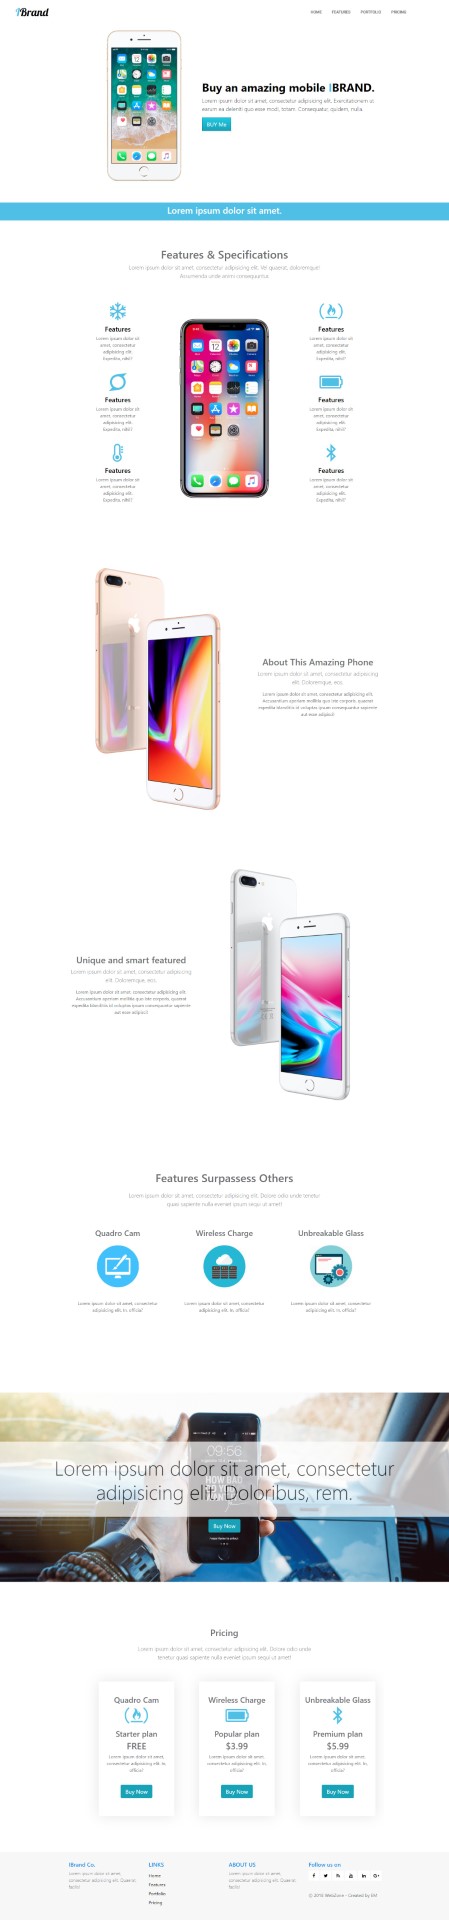 iBrand
HOME FEATURES PORTFOLIO PRICING
Buy an amazing mobile IBRAND.
Lorem ipsum dolor sit amet, consectetur adipisicing elit. Exercitationem at
earum ea deleniti quo esse modi, totam. Consequatur, quidem, nulla.
BUY Me
Lorem ipsum dolor sit amet.
Features & Specifications
Lorem ipsum dolor sit amet, consectetur adipisicing elit. Vel quaerat, doloremque!
Assumenda unde animi consequuntur.
Features
Lorem ipsum dolor sit
amet, consectetur
adipisicing elit.
Expedita, nihil?
Features
Lorem ipsum dolor sit
amet, consectetur
adipisicing elit.
Expedita, nihil?
Features
Lorem ipsum dolor sit
amet, consectetur
adipisicing elit.
Expedita, nihil?
Features
Lorem ipsum dolor sit
amet, consectetur
adipisicing elit.
Expedita, nihil?
Features
Lorem ipsum dolor sit
amet, consectetur
adipisicing elit.
Expedita, nihil?
Features
Lorem ipsum dolor sit
amet, consectetur
adipisicing elit.
Expedita, nihil?
About This Amazing Phone
Lorem ipsum dolor sit amet, consectetur adipisicing
elit. Doloremque, eos.
Lorem ipsum dolor sit amet, consectetur adipisicing elit.
Accusantium aperiam mollitia quo iste corporis, quaerat
expedita blanditiis id voluptas ipsum consequuntur sapiente
aut eum adipisci!
Unique and smart featured
Lorem ipsum dolor sit amet, consectetur adipisicing
elit. Doloremque, eos.
Lorem ipsum dolor sit amet, consectetur adipisicing elit.
Accusantium aperiam mollitia quo iste corporis, quaerat
expedita blanditiis id voluptas ipsum consequuntur sapiente
aut eum adipisci!
Features Surpassess Others
Lorem ipsum dolor sit amet, consectetur adipisicing elit. Dolore odio unde tenetur
quasi sapiente nulla eveniet ipsum sequi ut amet!
Quadro Cam
Lorem ipsum dolor sit amet, consectetur
adipisicing elit. In, officia!
Wireless Charge
Lorem ipsum dolor sit amet, consectetur
adipisicing elit. In, officia!
Unbreakable Glass
Lorem ipsum dolor sit amet, consectetur
adipisicing elit. In, officia!
09:56
HOW BAD
Lorem ipsum dolor sit amet, consectetur
adipisicing elit. Doloribus, rem.
Buy Now
Pricing
Lorem ipsum dolor sit amet, consectetur adipisicing elit. Dolore odio unde
tenetur quasi sapiente nulla eveniet ipsum sequi ut amet!
Quadro Cam
Starter plan
FREE
Lorem ipsum dolor sit amet,
consectetur adipisicing elit. In,
officia!
Buy Now
Wireless Charge
Popular plan
$3.99
Lorem ipsum dolor sit amet,
consectetur adipisicing elit. In,
officia!
Buy Now
Unbreakable Glass
Premium plan
$5.99
Lorem ipsum dolor sit amet,
consectetur adipisicing elit. In,
officia!
Buy Now
IBrand Co.
Lorem ipsum dolor sit amet,
consectetur adipisicing elit. Quaerat
facilis!
LINKS
Home
Features
Portfolio
Pricing
ABOUT US
Lorem ipsum dolor sit amet,
consectetur adipisicing elit. Quaerat
facilis!
Follow us on